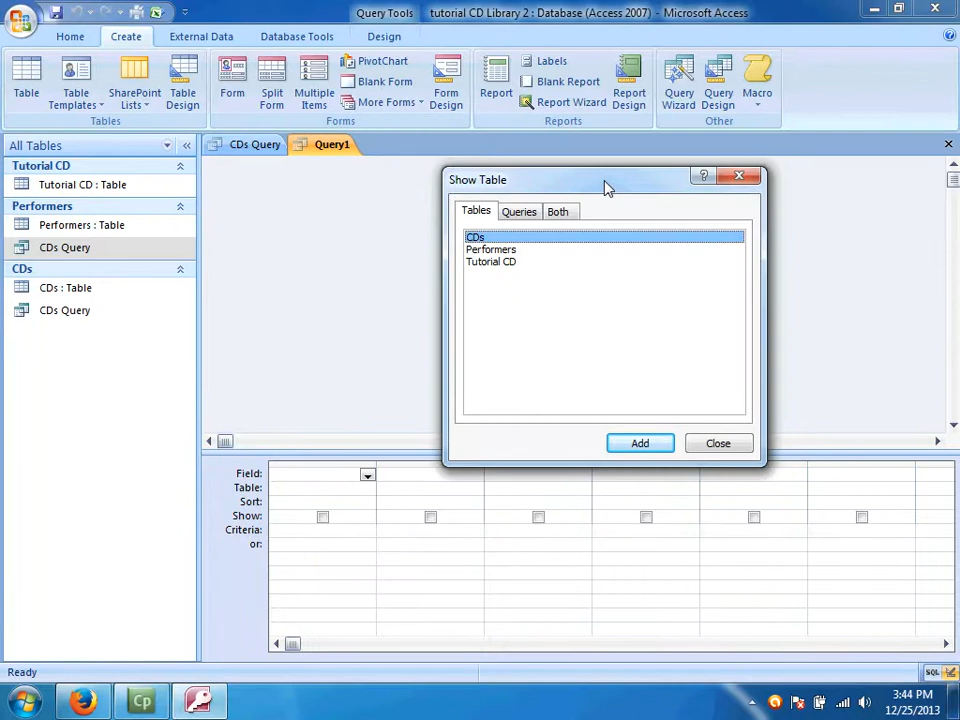 Query Tools
tutorial CD Library 2 : Database (Access 2007) - Microsoft Access
Home
Create
External Data
Database Tools
Design
Table
Table Templates
SharePoint Lists
Table Design
Tables
Form
Split Form
Multiple Items
PivotChart
Blank Form
More Forms
Form Design
Forms
Report
Labels
Blank Report
Report Wizard
Report Design
Reports
Query Wizard
Query Design
Macro
Other
All Tables
Tutorial CD
Tutorial CD : Table
Performers
Performers : Table
CDs Query
CDs
CDs : Table
CDs Query
CDs Query
Query1
Show Table
Tables
Queries
Both
CDs
Performers
Tutorial CD
Add
Close
Field:
Table:
Sort:
Show:
Criteria:
or:
Ready
SQL
Cp
3:44 PM
12/25/2013